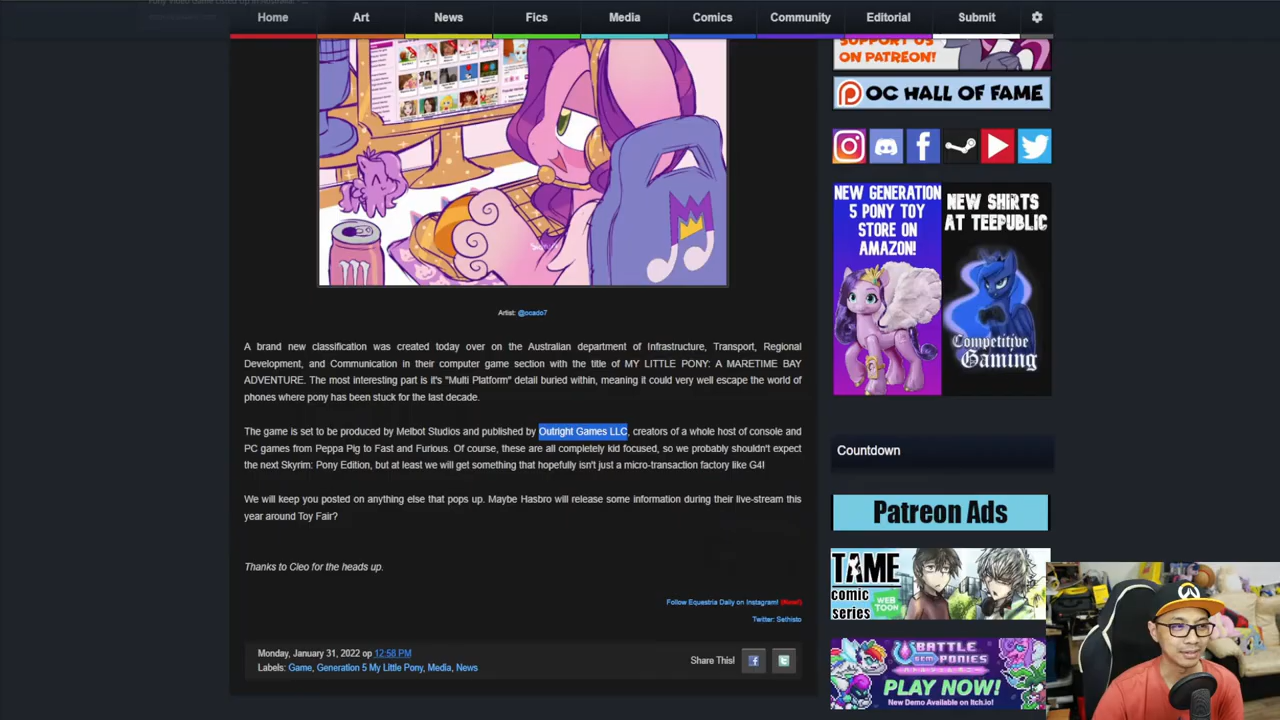 Home Art News Fics Media Comics Community Editorial Submit
SUPPORT US
ON PATREON!
OC HALL OF FAME
NEW GENERATION
5 PONY TOY
STORE ON
AMAZON!
NEW SHIRTS
AT TEEPUBLIC
Competitive
Gaming
Artist: @ocado7
A brand new classification was created today over on the Australian department of Infrastructure, Transport, Regional
Development, and Communication in their computer game section with the title of MY LITTLE PONY: A MARETIME BAY
ADVENTURE. The most interesting part is it's "Multi Platform" detail buried within, meaning it could very well escape the world of
phones where pony has been stuck for the last decade.
The game is set to be produced by Melbot Studios and published by Outright Games LLC, creators of a whole host of console and
PC games from Peppa Pig to Fast and Furious. Of course, these are all completely kid focused, so we probably shouldn't expect
the next Skyrim: Pony Edition, but at least we will get something that hopefully isn't just a micro-transaction factory like G4!
We will keep you posted on anything else that pops up. Maybe Hasbro will release some information during their live-stream this
year around Toy Fair?
Thanks to Cleo for the heads up.
Follow Equestria Daily on Instagram! (New!)
Twitter: Sethisto
Monday, January 31, 2022 op 12:58 PM
Labels: Game, Generation 5 My Little Pony, Media, News
Share This!
Countdown
Patreon Ads
TAME
comic
series
WEB
TOON
BATTLE
GEM PONIES
PLAY NOW!
New Demo Available on Itch.io!